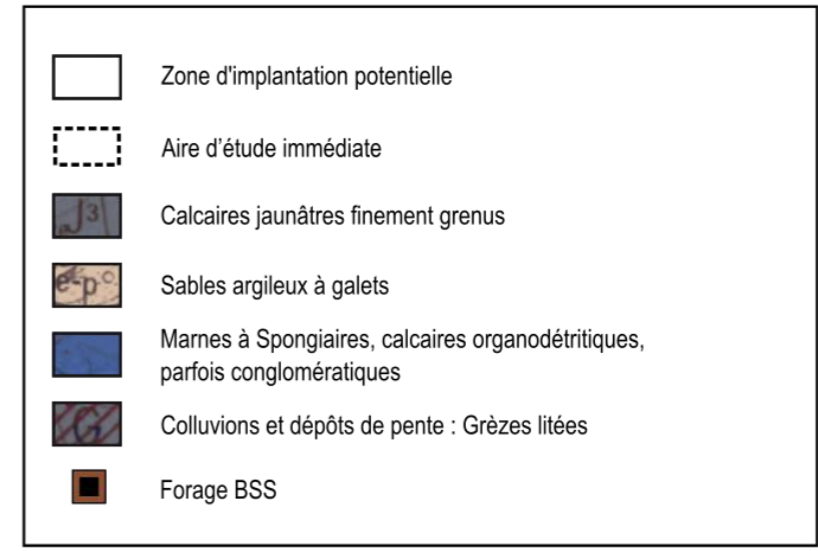 Zone d'implantation potentielle
Aire d’étude immédiate
J3 Calcaires jaunâtres finement grenus
e-p° Sables argileux à galets
Marnes à Spongiaires, calcaires organodétritiques,
parfois conglomératiques
G Colluvions et dépôts de pente : Grèzes litées
Forage BSS